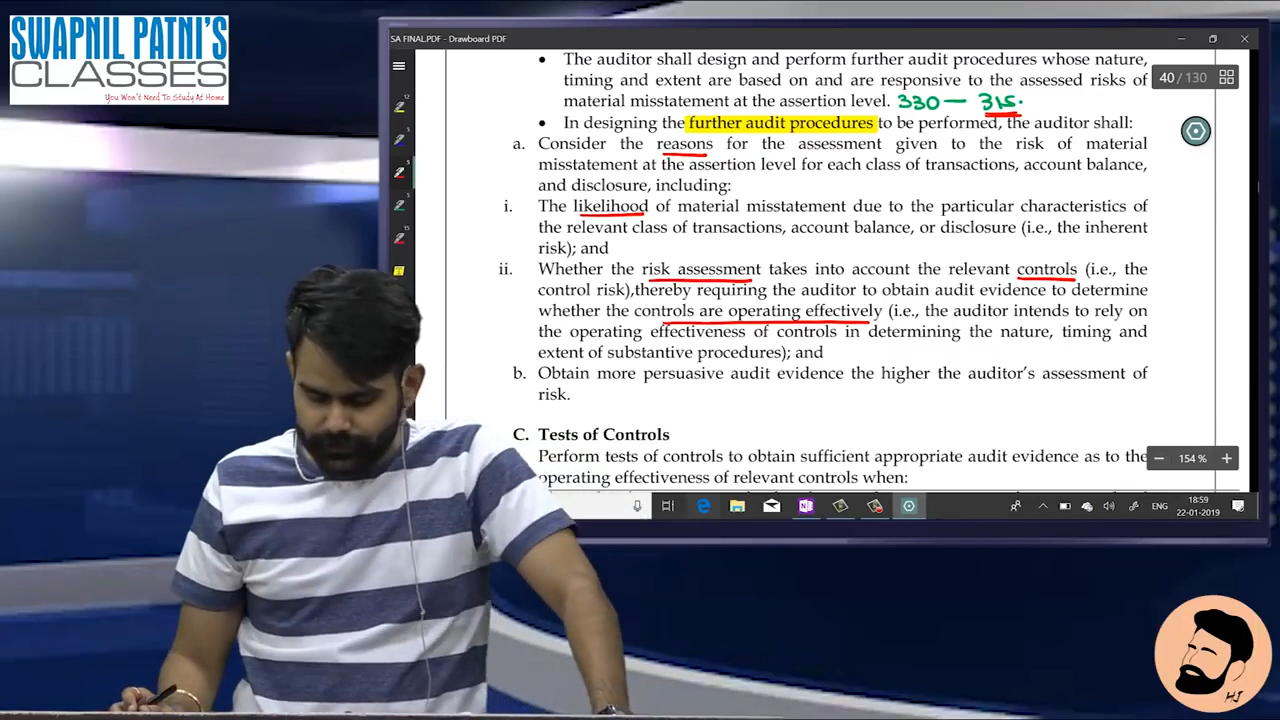 SWAPNIL PATNI'S
CLASSES
You Won't Need To Study At Home
SA FINAL.PDF - Drawboard PDF
• The auditor shall design and perform further audit procedures whose nature,
timing and extent are based on and are responsive to the assessed risks of
material misstatement at the assertion level. 330 — 315.
• In designing the further audit procedures to be performed, the auditor shall:
a. Consider the reasons for the assessment given to the risk of material
misstatement at the assertion level for each class of transactions, account balance,
and disclosure, including:
i. The likelihood of material misstatement due to the particular characteristics of
the relevant class of transactions, account balance, or disclosure (i.e., the inherent
risk); and
ii. Whether the risk assessment takes into account the relevant controls (i.e., the
control risk),thereby requiring the auditor to obtain audit evidence to determine
whether the controls are operating effectively (i.e., the auditor intends to rely on
the operating effectiveness of controls in determining the nature, timing and
extent of substantive procedures); and
b. Obtain more persuasive audit evidence the higher the auditor's assessment of
risk.
C. Tests of Controls
Perform tests of controls to obtain sufficient appropriate audit evidence as to the
operating effectiveness of relevant controls when:
40 / 130
154 %
ENG
18:59
22-01-2019
HJ